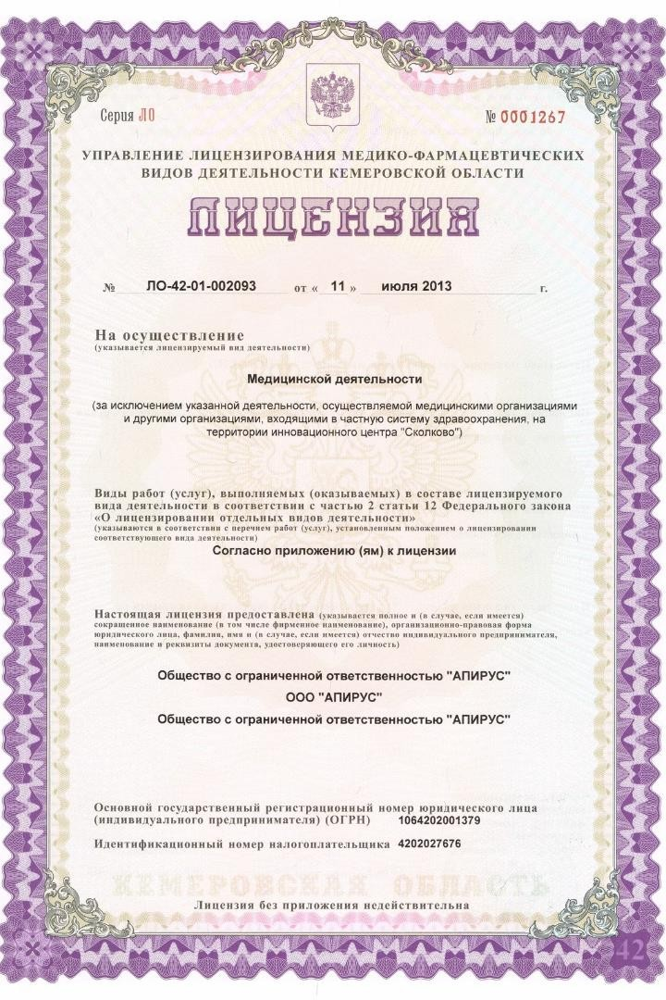 Серия ЛО
№ 0001267
УПРАВЛЕНИЕ ЛИЦЕНЗИРОВАНИЯ МЕДИКО-ФАРМАЦЕВТИЧЕСКИХ
ВИДОВ ДЕЯТЕЛЬНОСТИ КЕМЕРОВСКОЙ ОБЛАСТИ
ЛИЦЕНЗИЯ
№ ЛО-42-01-002093 от « 11 » июля 2013 г.
На осуществление
(указывается лицензируемый вид деятельности)
Медицинской деятельности
(за исключением указанной деятельности, осуществляемой медицинскими организациями
и другими организациями, входящими в частную систему здравоохранения, на
территории инновационного центра "Сколково")
Виды работ (услуг), выполняемых (оказываемых) в составе лицензируемого
вида деятельности в соответствии с частью 2 статьи 12 Федерального закона
«О лицензировании отдельных видов деятельности»
(указываются в соответствии с перечнем работ (услуг), установленным положением о лицензировании
соответствующего вида деятельности)
Согласно приложению (ям) к лицензии
Настоящая лицензия предоставлена (указывается полное и (в случае, если имеется)
сокращенное наименование (в том числе фирменное наименование), организационно-правовая форма
юридического лица, фамилия, имя и (в случае, если имеется) отчество индивидуального предпринимателя,
наименование и реквизиты документа, удостоверяющего его личность)
Общество с ограниченной ответственностью "АПИРУС"
ООО "АПИРУС"
Общество с ограниченной ответственностью "АПИРУС"
Основной государственный регистрационный номер юридического лица
(индивидуального предпринимателя) (ОГРН) 1064202001379
Идентификационный номер налогоплательщика 4202027676
КЕМЕРОВСКАЯ ОБЛАСТЬ
Лицензия без приложения недействительна
42